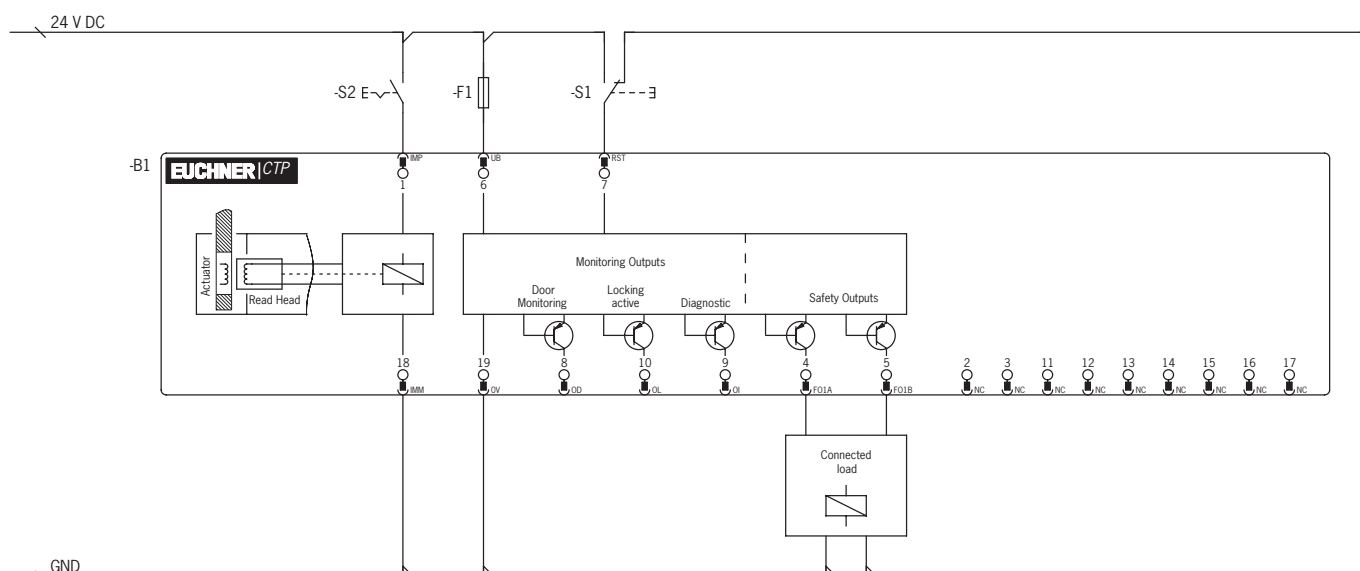 24 V DC
-S2
-F1
-S1
-B1
EUCHNER CTP
IMP
UB
RST
1
6
7
Actuator
Read Head
Monitoring Outputs
Door
Monitoring
Locking
active
Diagnostic
Safety Outputs
18
19
8
10
9
4
5
2
3
11
12
13
14
15
16
17
IMM
0V
OD
OL
OI
FO1A
FO1B
NC
NC
NC
NC
NC
NC
NC
NC
NC
Connected
load
GND